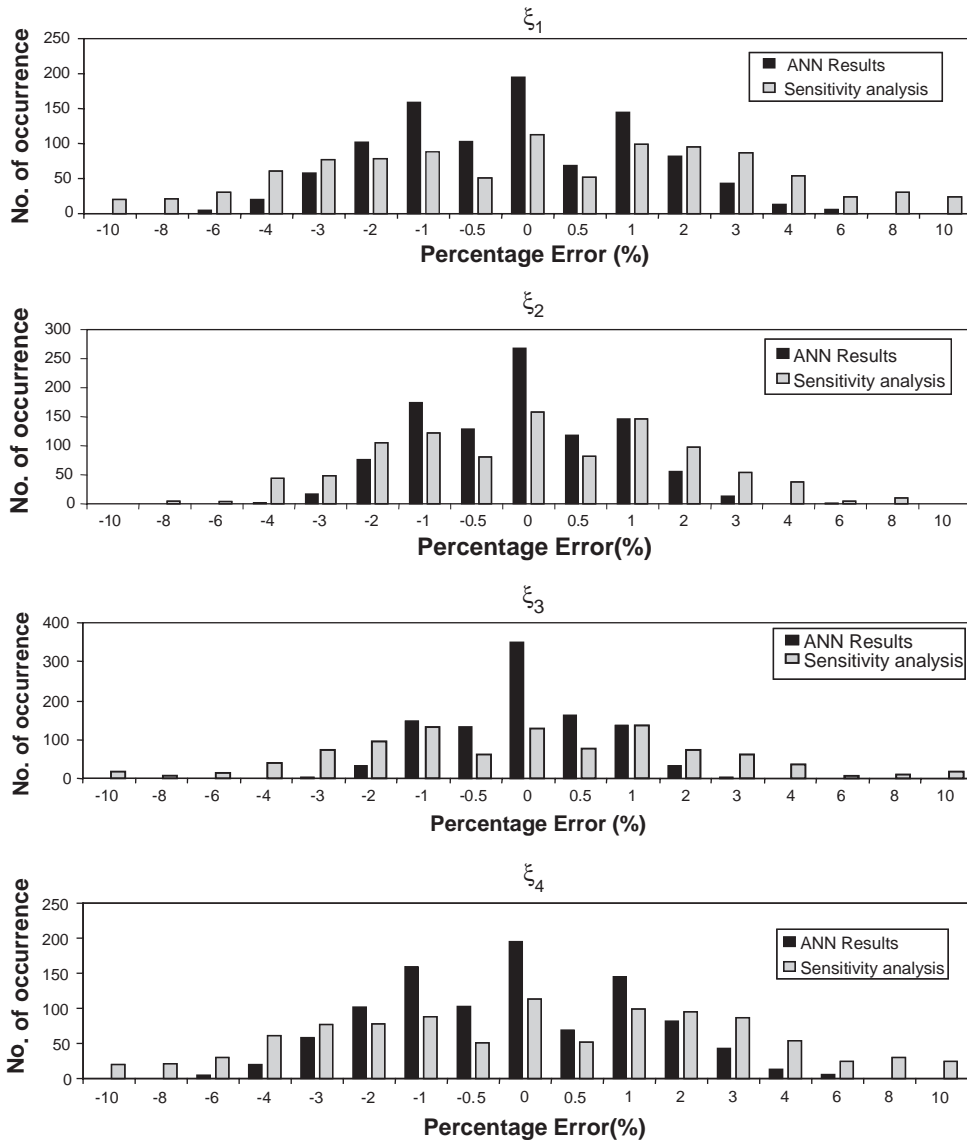 ξ1
No. of occurrence
250
200
150
100
50
0
ANN Results
Sensitivity analysis
-10 -8 -6 -4 -3 -2 -1 -0.5 0 0.5 1 2 3 4 6 8 10
Percentage Error (%)
ξ2
No. of occurrence
300
250
200
150
100
50
0
ANN Results
Sensitivity analysis
-10 -8 -6 -4 -3 -2 -1 -0.5 0 0.5 1 2 3 4 6 8 10
Percentage Error(%)
ξ3
No. of occurrence
400
300
200
100
0
ANN Results
Sensitivity analysis
-10 -8 -6 -4 -3 -2 -1 -0.5 0 0.5 1 2 3 4 6 8 10
Percentage Error (%)
ξ4
No. of occurrence
250
200
150
100
50
0
ANN Results
Sensitivity analysis
-10 -8 -6 -4 -3 -2 -1 -0.5 0 0.5 1 2 3 4 6 8 10
Percentage Error(%)